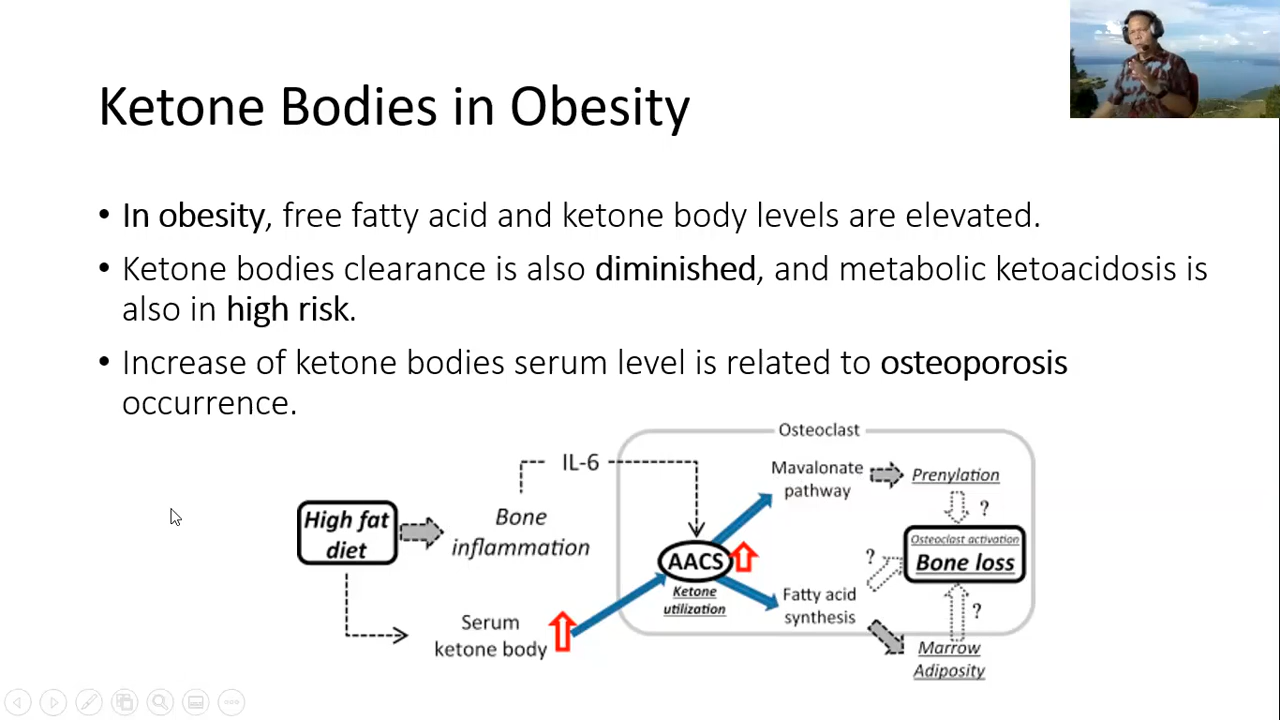 Ketone Bodies in Obesity
• In obesity, free fatty acid and ketone body levels are elevated.
• Ketone bodies clearance is also diminished, and metabolic ketoacidosis is
also in high risk.
• Increase of ketone bodies serum level is related to osteoporosis
occurrence.
Osteoclast
IL-6
Mavalonate
pathway
Prenylation
?
High fat
diet
Bone
inflammation
AACS
Ketone
utilization
?
Osteoclast activation
Bone loss
Fatty acid
synthesis
?
Serum
ketone body
Marrow
Adiposity